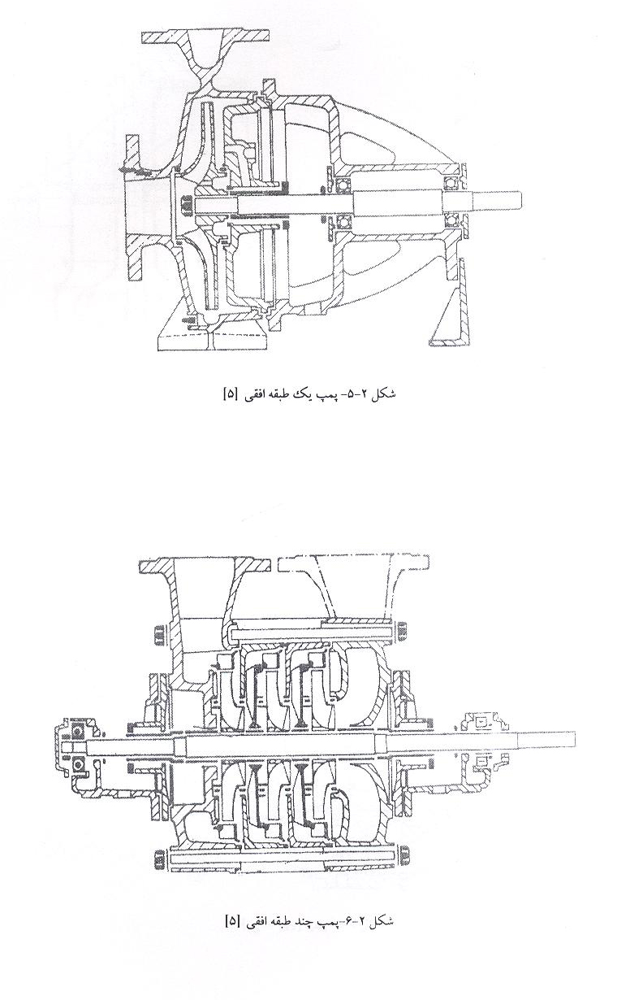 شکل ۲-۵- پمپ یک طبقه افقی [۵]
شکل ۲-۶-پمپ چند طبقه افقی [۵]